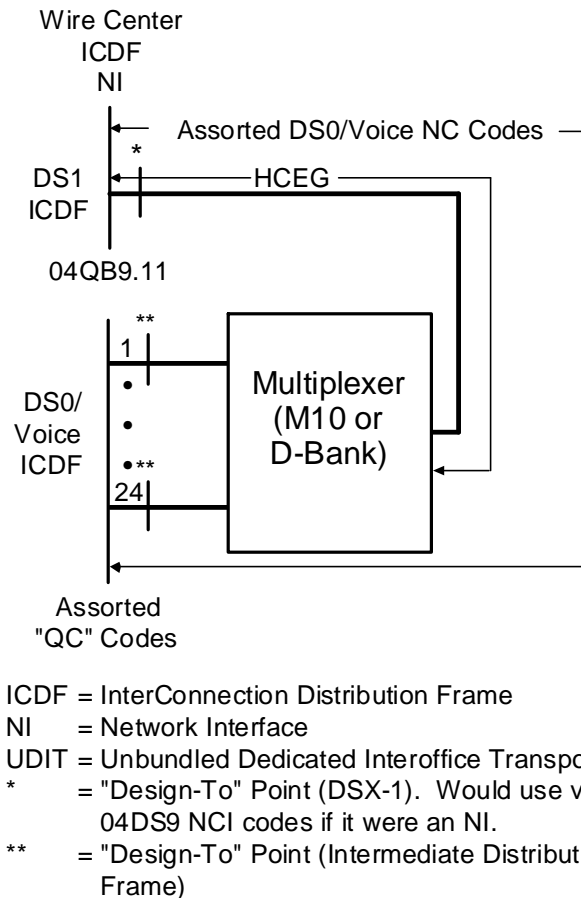 Wire Center
ICDF
NI
Assorted DS0/Voice NC Codes
*
DS1
ICDF
HCEG
04QB9.11
**
1
DS0/
Voice
ICDF
**
24
Multiplexer
(M10 or
D-Bank)
Assorted
"QC" Codes
ICDF = InterConnection Distribution Frame
NI = Network Interface
UDIT = Unbundled Dedicated Interoffice
* = "Design-To" Point (DSX-1). Would use
04DS9 NCI codes if it were an NI.
** = "Design-To" Point (Intermediate
Frame)